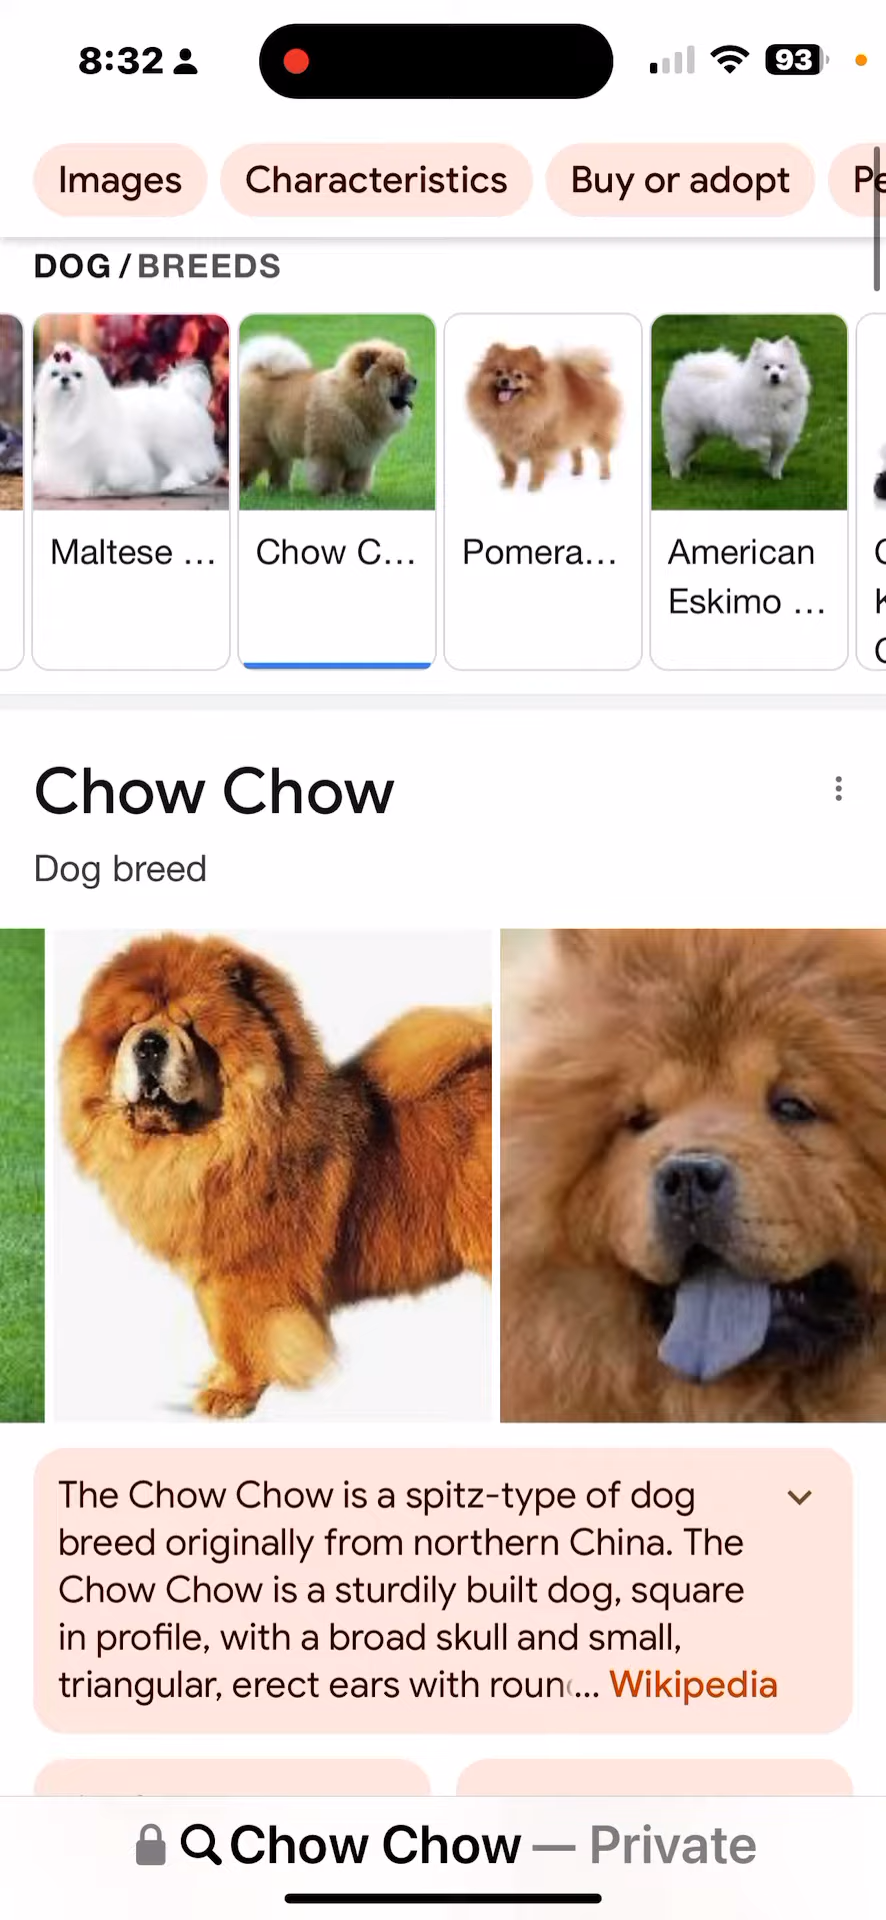 8:32
93
Images
Characteristics
Buy or adopt
DOG / BREEDS
Maltese ...
Chow C...
Pomera...
American
Eskimo ...
Chow Chow
Dog breed
The Chow Chow is a spitz-type of dog
breed originally from northern China. The
Chow Chow is a sturdily built dog, square
in profile, with a broad skull and small,
triangular, erect ears with roun... Wikipedia
Chow Chow — Private